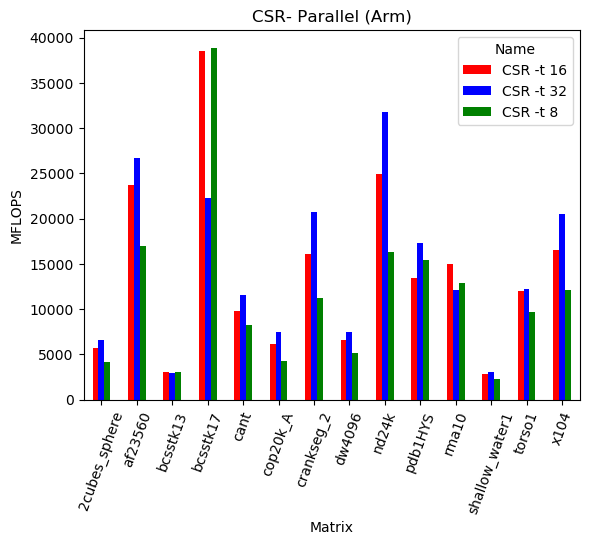 CSR- Parallel (Arm)
Name
CSR -t 16
CSR -t 32
CSR -t 8
MFLOPS
40000
35000
30000
25000
20000
15000
10000
5000
0
2cubes_sphere
af23560
bcsstk13
bcsstk17
cant
cop20k_A
crankseg_2
dw4096
nd24k
pdb1HYS
rma10
shallow_water1
torso1
x104
Matrix